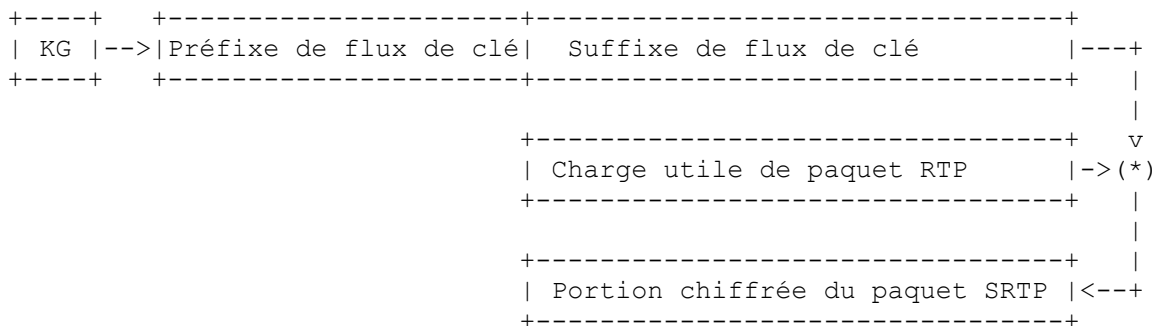 KG Préfixe de flux de clé Suffixe de flux de clé
Charge utile de paquet RTP (*)
Portion chiffrée du paquet SRTP